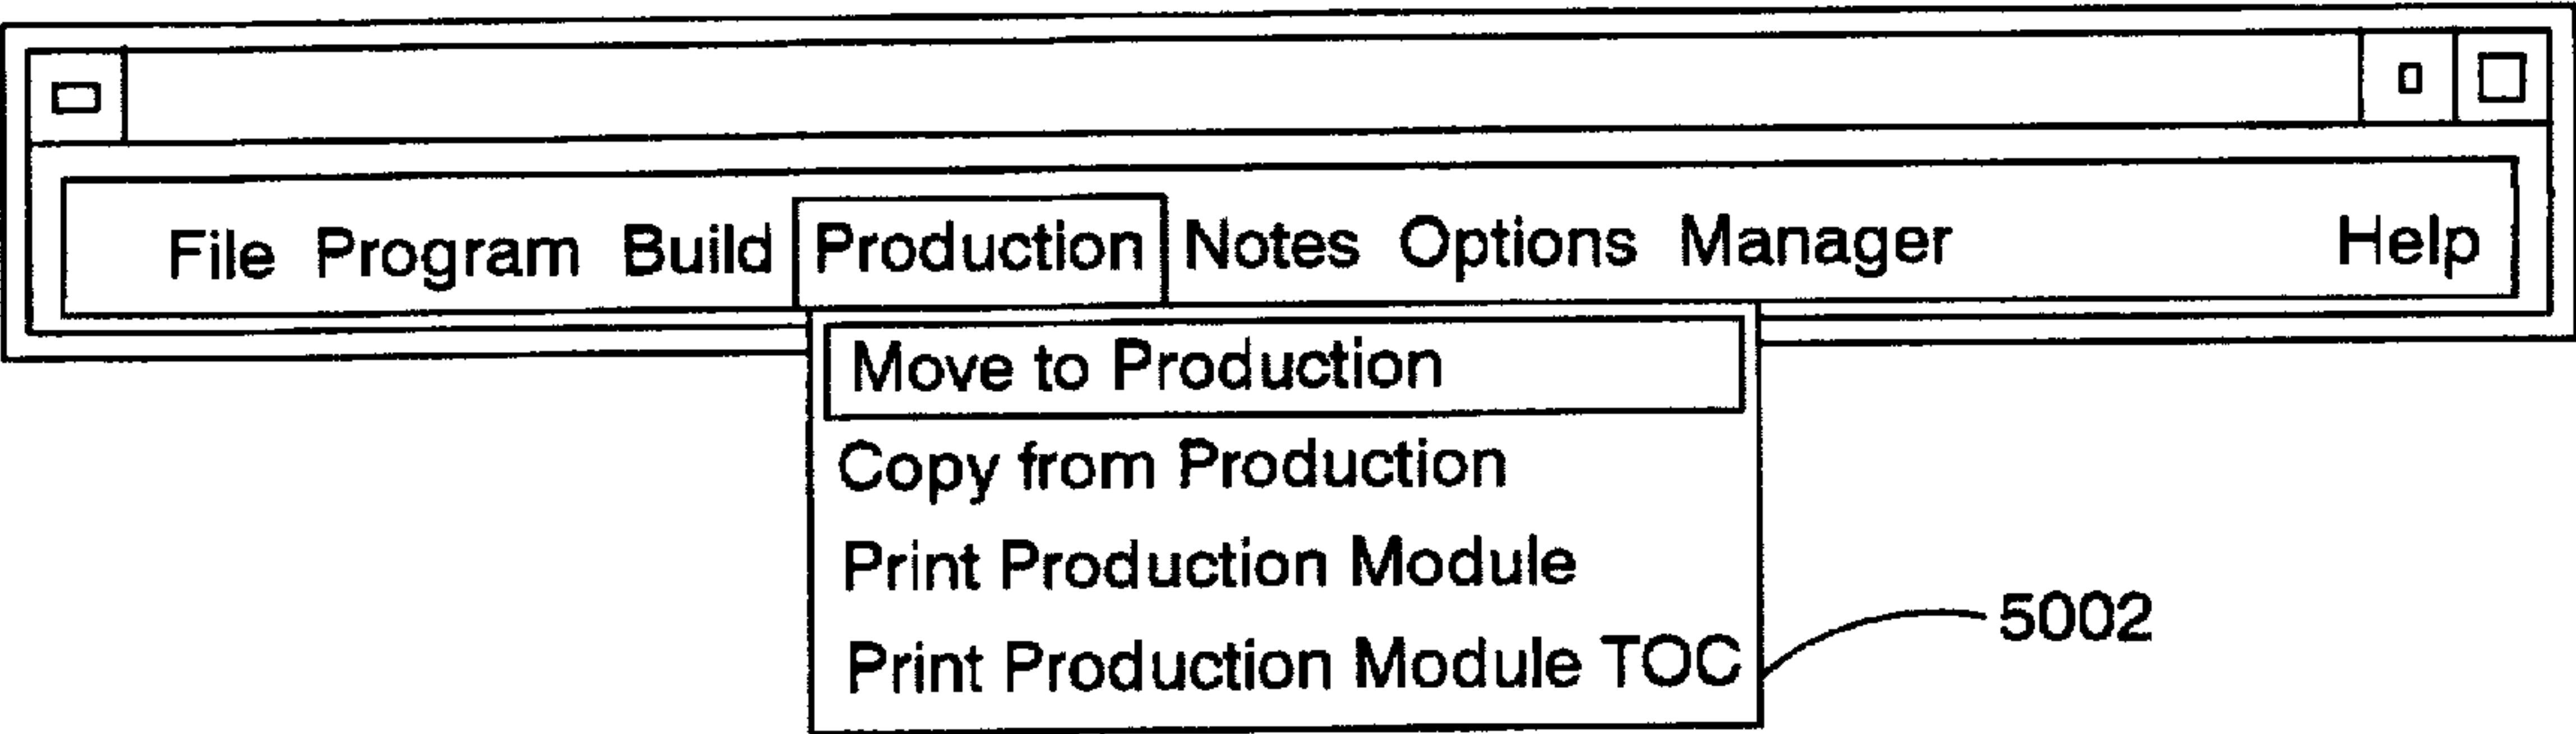 File Program Build Production Notes Options Manager Help
Move to Production
Copy from Production
Print Production Module
Print Production Module TOC
5002